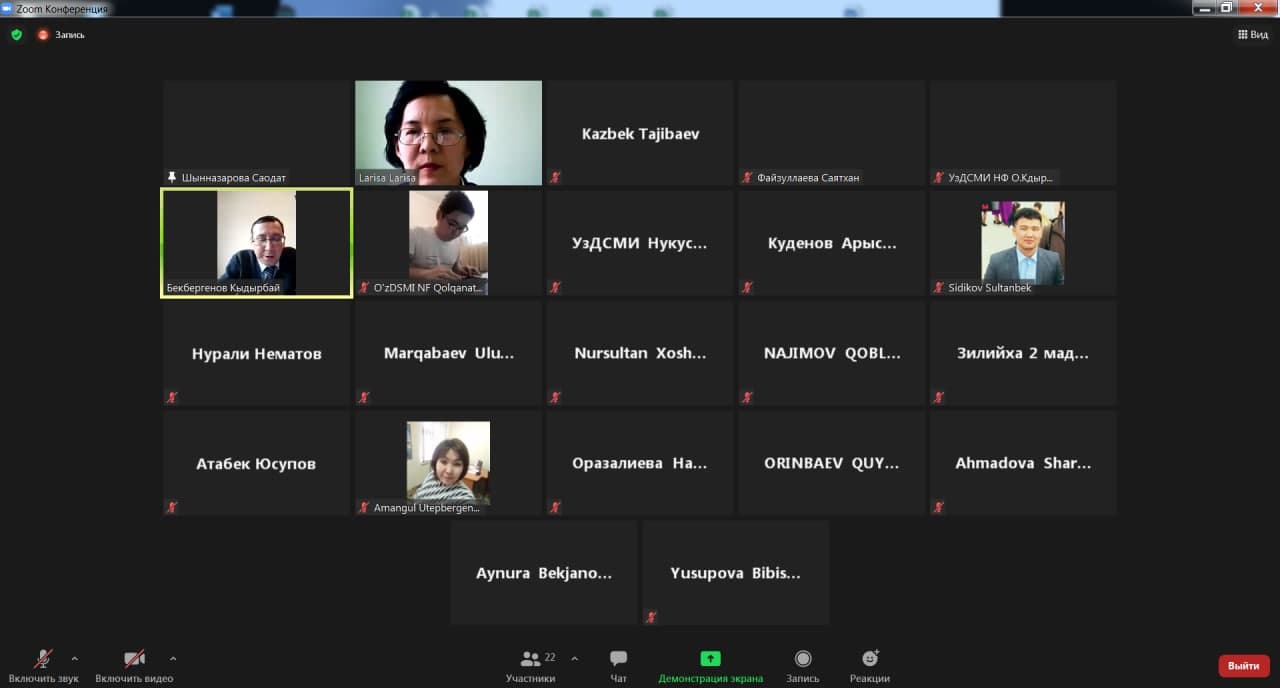 Zoom Конференция
Запись
Вид
Шынназарова Саодат
Larisa Larisa
Kazbek Tajibaev
Файзуллаева Саятхан
УзДСМИ НФ О.Кдыр...
Бекбергенов Қыдырбай
O'zDSMI NF Qolqanat...
УзДСМИ Нукус...
Куденов Арыс...
Sidikov Sultanbek
Нурали Нематов
Marqabaev Ulu...
Nursultan Xosh...
NAJIMOV QOBL...
Зилийха 2 мад...
Атабек Юсупов
Amangul Utepbergen...
Оразалиева На...
ORINBAEV QUY...
Ahmadova Shar...
Aynura Bekjano...
Yusupova Bibis...
Включить звук
Включить видео
22
Участники
Чат
Демонстрация экрана
Запись
Реакции
Выйти